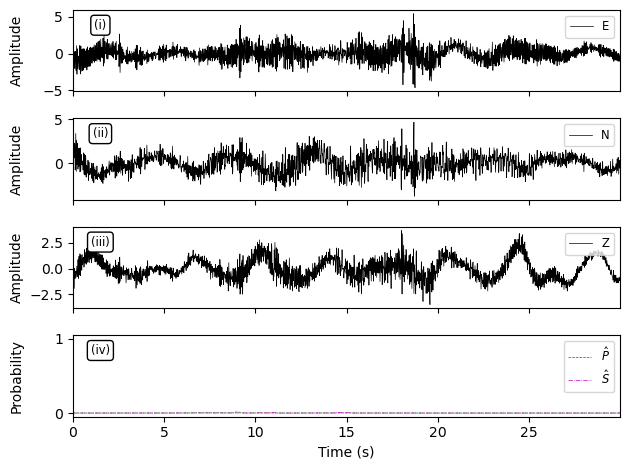 5
0
−5
Amplitude
(i)
E
5
0
Amplitude
(ii)
N
2.5
0.0
−2.5
Amplitude
(iii)
Z
1
0
Probability
(iv)
P̂
Ŝ
0 5 10 15 20 25
Time (s)